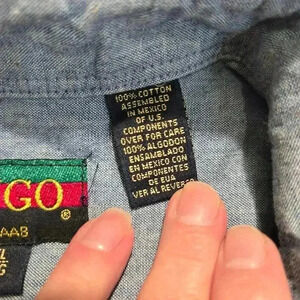 100% COTTON
ASSEMBLED
IN MEXICO
OF U.S.
COMPONENTS
OVER FOR CARE
100% ALGODON
ENSAMBLADO
EN MEXICO CON
COMPONENTES
DE EUA
VER AL REVERSO
GO
®